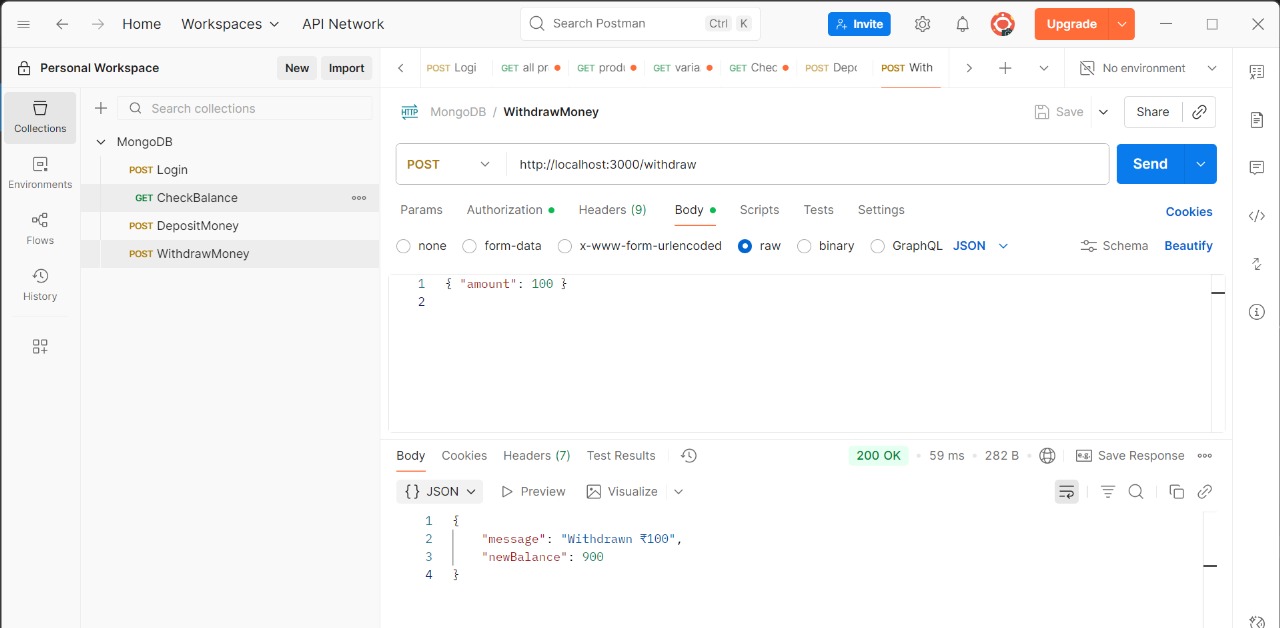 Home Workspaces API Network Search Postman Ctrl K Invite Upgrade
Personal Workspace New Import POST Logi GET all pr GET produ GET varia GET Chec POST Depo POST With No environment
Collections
Search collections
HTTP MongoDB / WithdrawMoney Save Share
MongoDB
POST Login
GET CheckBalance
POST DepositMoney
POST WithdrawMoney
Environments
Flows
History
POST http://localhost:3000/withdraw Send
Params Authorization Headers (9) Body Scripts Tests Settings Cookies
none form-data x-www-form-urlencoded raw binary GraphQL JSON Schema Beautify
1 { "amount": 100 }
2
Body Cookies Headers (7) Test Results 200 OK 59 ms 282 B e.g. Save Response
{} JSON Preview Visualize
1 {
2 "message": "Withdrawn ₹100",
3 "newBalance": 900
4 }